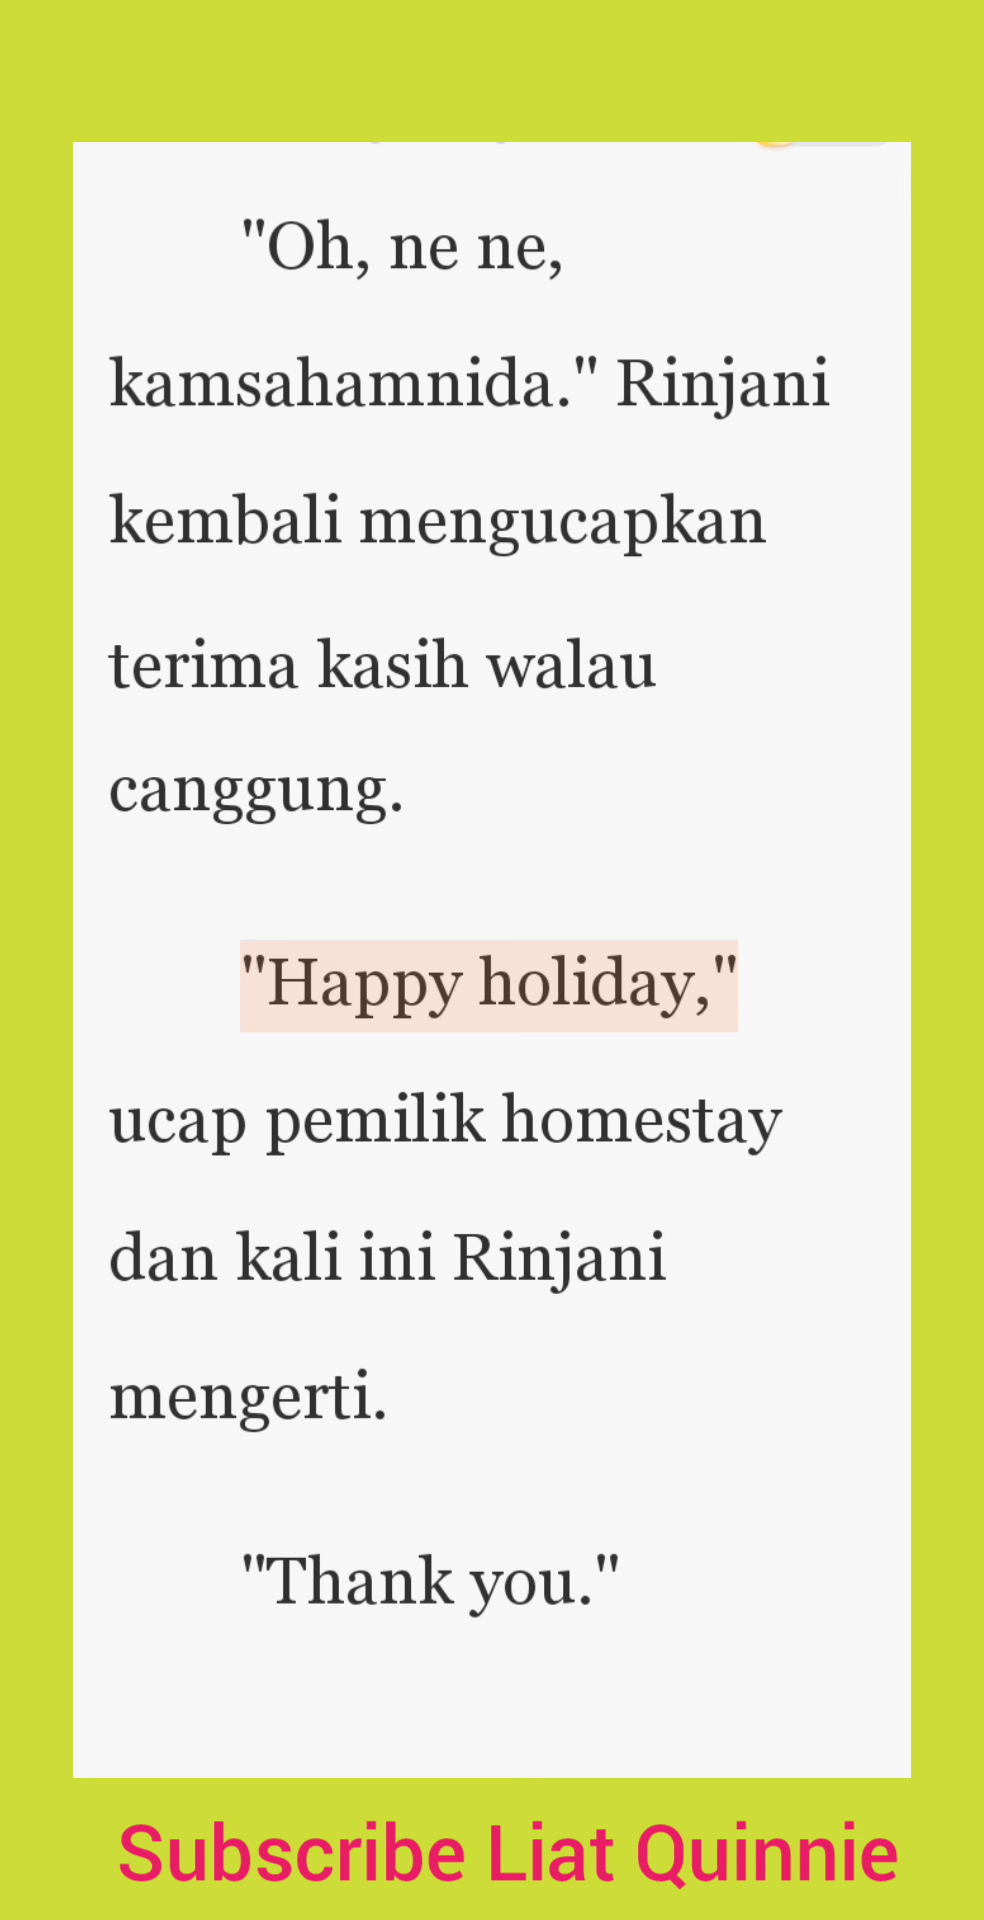 "Oh, ne ne,
kamsahamnida." Rinjani
kembali mengucapkan
terima kasih walau
canggung.
"Happy holiday,"
ucap pemilik homestay
dan kali ini Rinjani
mengerti.
"Thank you."
Subscribe Liat Quinnie